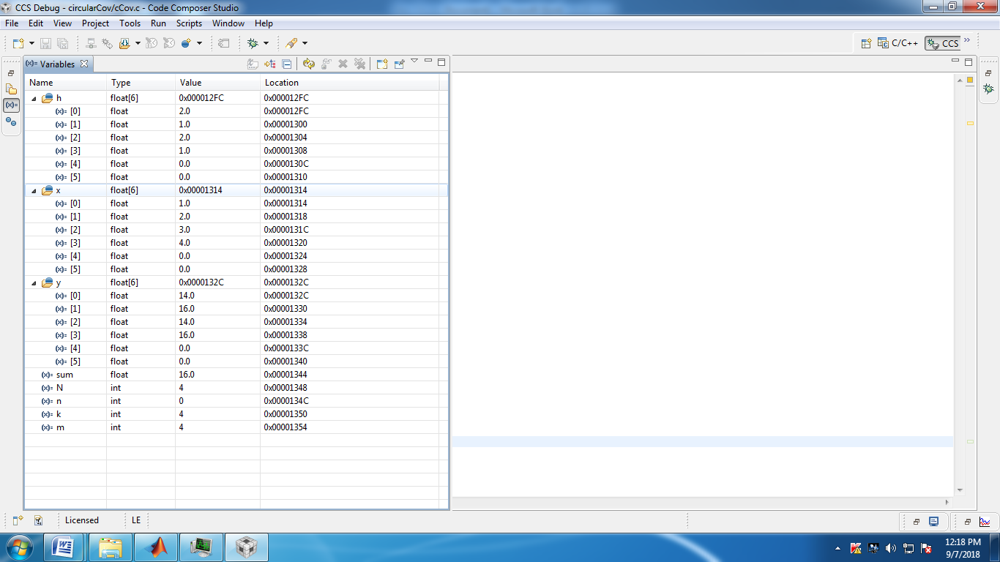 CCS Debug - circularCov/cCov.c - Code Composer Studio
File Edit View Project Tools Run Scripts Window Help
C/C++ CCS
(x)= Variables
Name Type Value Location
h float[6] 0x000012FC 0x000012FC
(x)= [0] float 2.0 0x000012FC
(x)= [1] float 1.0 0x00001300
(x)= [2] float 2.0 0x00001304
(x)= [3] float 1.0 0x00001308
(x)= [4] float 0.0 0x0000130C
(x)= [5] float 0.0 0x00001310
x float[6] 0x00001314 0x00001314
(x)= [0] float 1.0 0x00001314
(x)= [1] float 2.0 0x00001318
(x)= [2] float 3.0 0x0000131C
(x)= [3] float 4.0 0x00001320
(x)= [4] float 0.0 0x00001324
(x)= [5] float 0.0 0x00001328
y float[6] 0x0000132C 0x0000132C
(x)= [0] float 14.0 0x0000132C
(x)= [1] float 16.0 0x00001330
(x)= [2] float 14.0 0x00001334
(x)= [3] float 16.0 0x00001338
(x)= [4] float 0.0 0x0000133C
(x)= [5] float 0.0 0x00001340
(x)= sum float 16.0 0x00001344
(x)= N int 4 0x00001348
(x)= n int 0 0x0000134C
(x)= k int 4 0x00001350
(x)= m int 4 0x00001354
Licensed LE
12:18 PM
9/7/2018